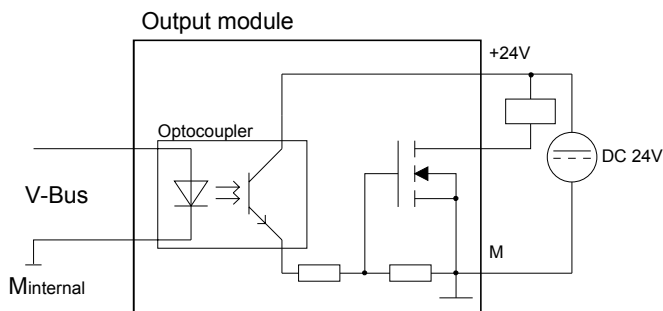 Output module
+24V
Optocoupler
DC 24V
V-Bus
M
Minternal